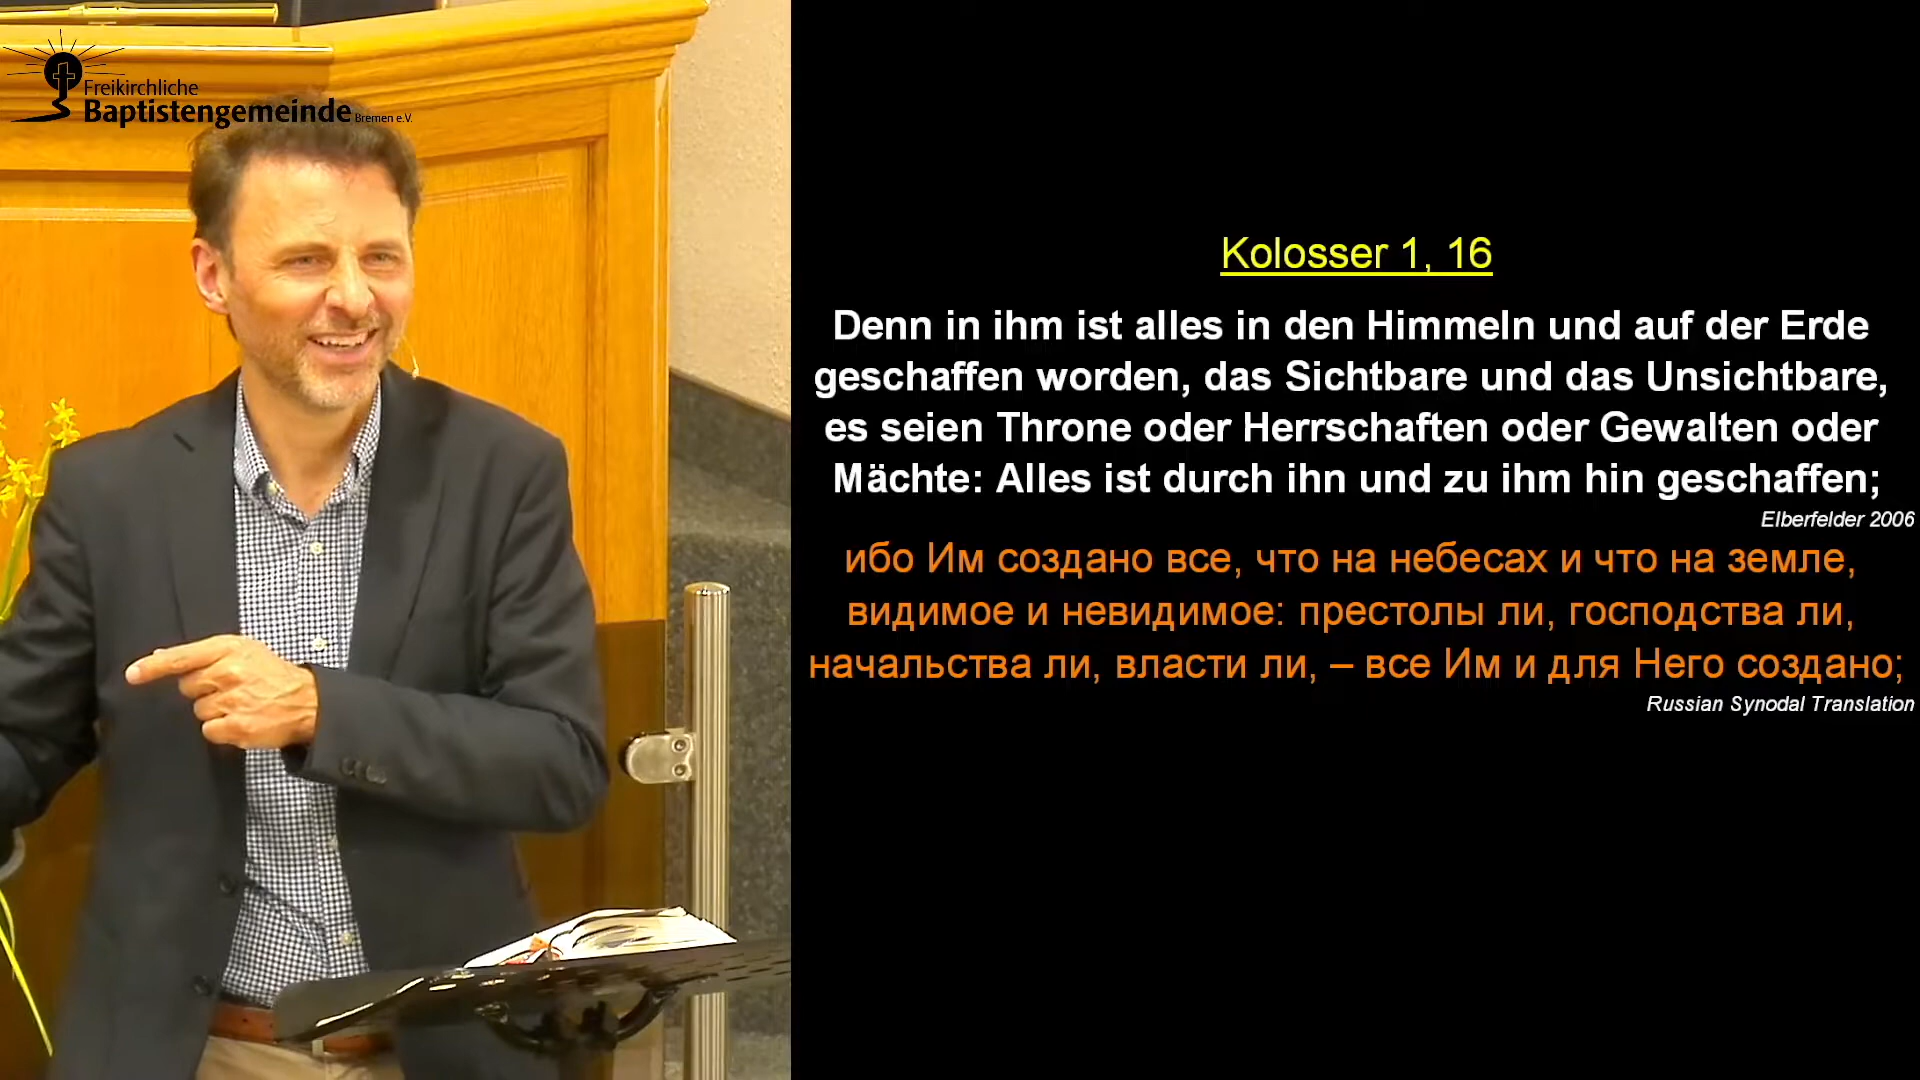 Freikirchliche
Baptistengemeinde Bremen e.V.
Kolosser 1, 16
Denn in ihm ist alles in den Himmeln und auf der Erde
geschaffen worden, das Sichtbare und das Unsichtbare,
es seien Throne oder Herrschaften oder Gewalten oder
Mächte: Alles ist durch ihn und zu ihm hin geschaffen;
Elberfelder 2006
ибо Им создано все, что на небесах и что на земле,
видимое и невидимое: престолы ли, господства ли,
начальства ли, власти ли, – все Им и для Него создано;
Russian Synodal Translation